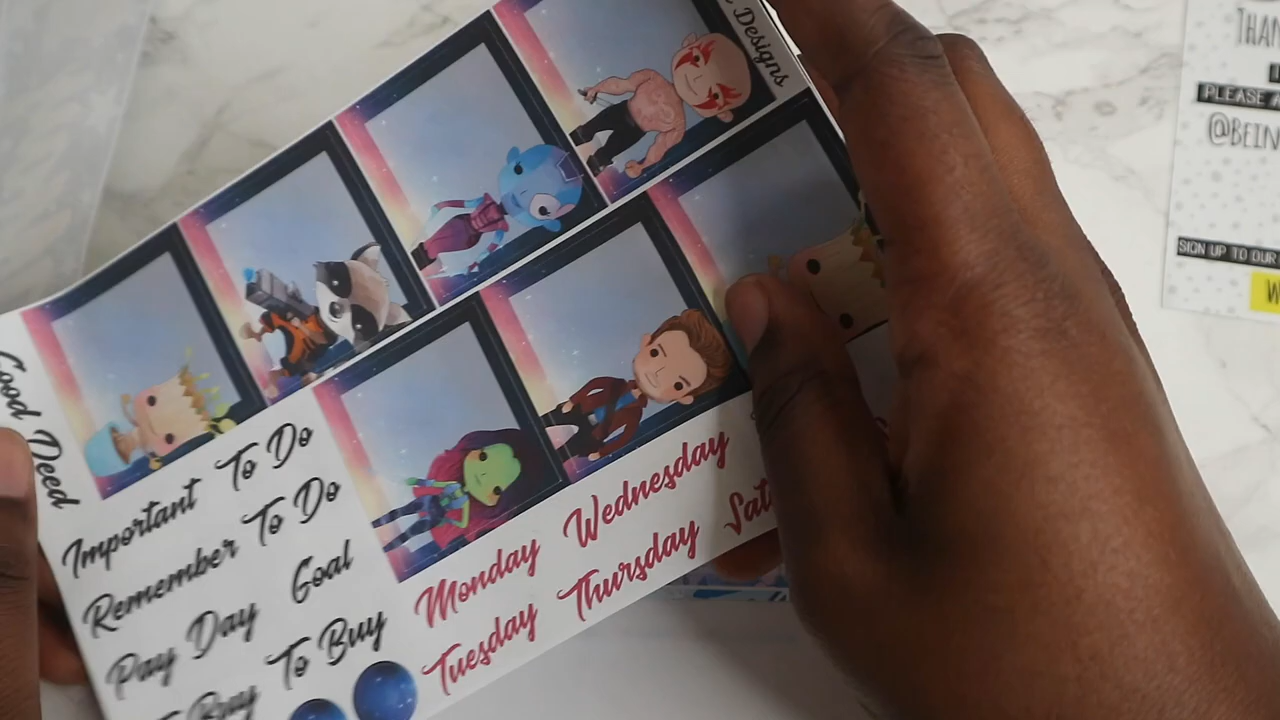 Designs
Good Deed
Important To Do
Remember To Do
Pay Day Goal
To Buy
Monday Wednesday
Tuesday Thursday
PLEASE
@BEIN
SIGN UP TO OUR